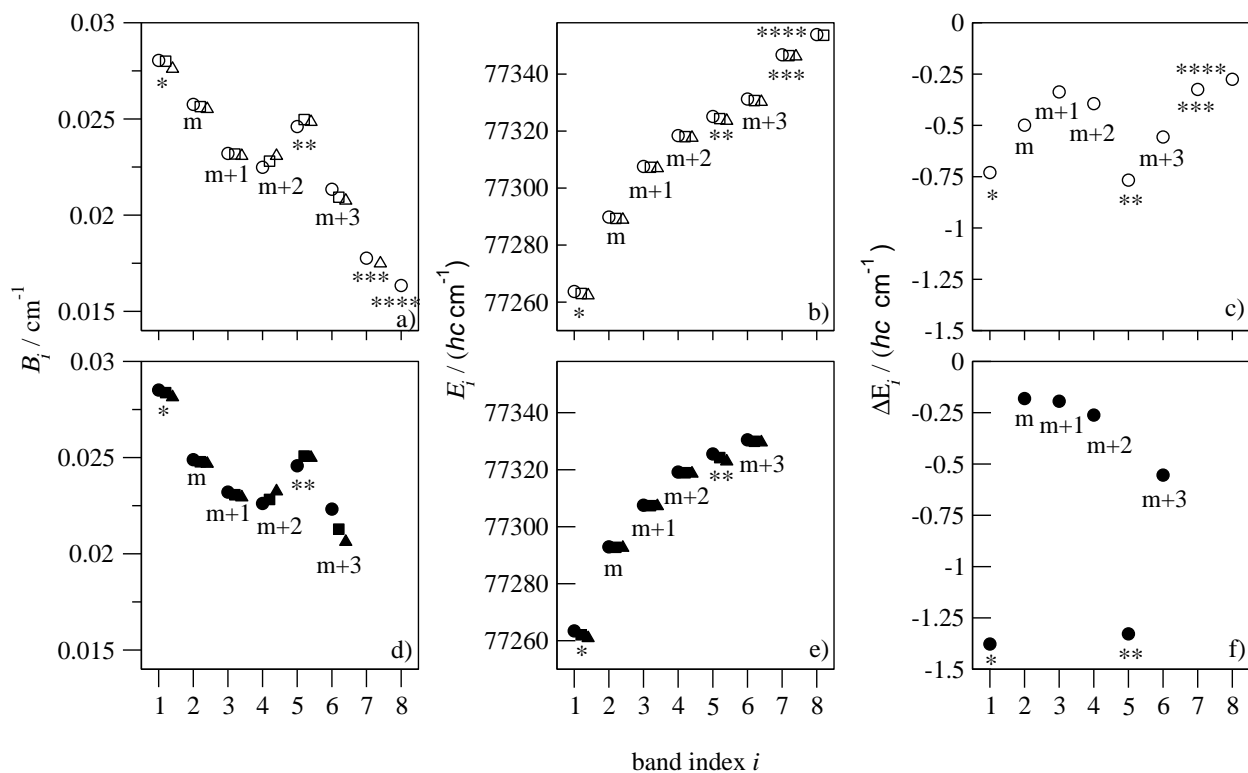 0.03
0.025
0.02
0.015
B_i / cm^-1
*
m
m+1
m+2
**
m+3
***
****
a)
77340
77320
77300
77280
77260
E_i / (hc cm^-1)
*
m
m+1
m+2
**
m+3
***
****
b)
0
-0.25
-0.5
-0.75
-1
-1.25
-1.5
ΔE_i / (hc cm^-1)
*
m
m+1
m+2
**
m+3
***
****
c)
0.03
0.025
0.02
0.015
*
m
m+1
m+2
**
m+3
d)
1 2 3 4 5 6 7 8
77340
77320
77300
77280
77260
*
m
m+1
m+2
**
m+3
e)
1 2 3 4 5 6 7 8
0
-0.25
-0.5
-0.75
-1
-1.25
-1.5
*
m
m+1
m+2
**
m+3
f)
1 2 3 4 5 6 7 8
band index i